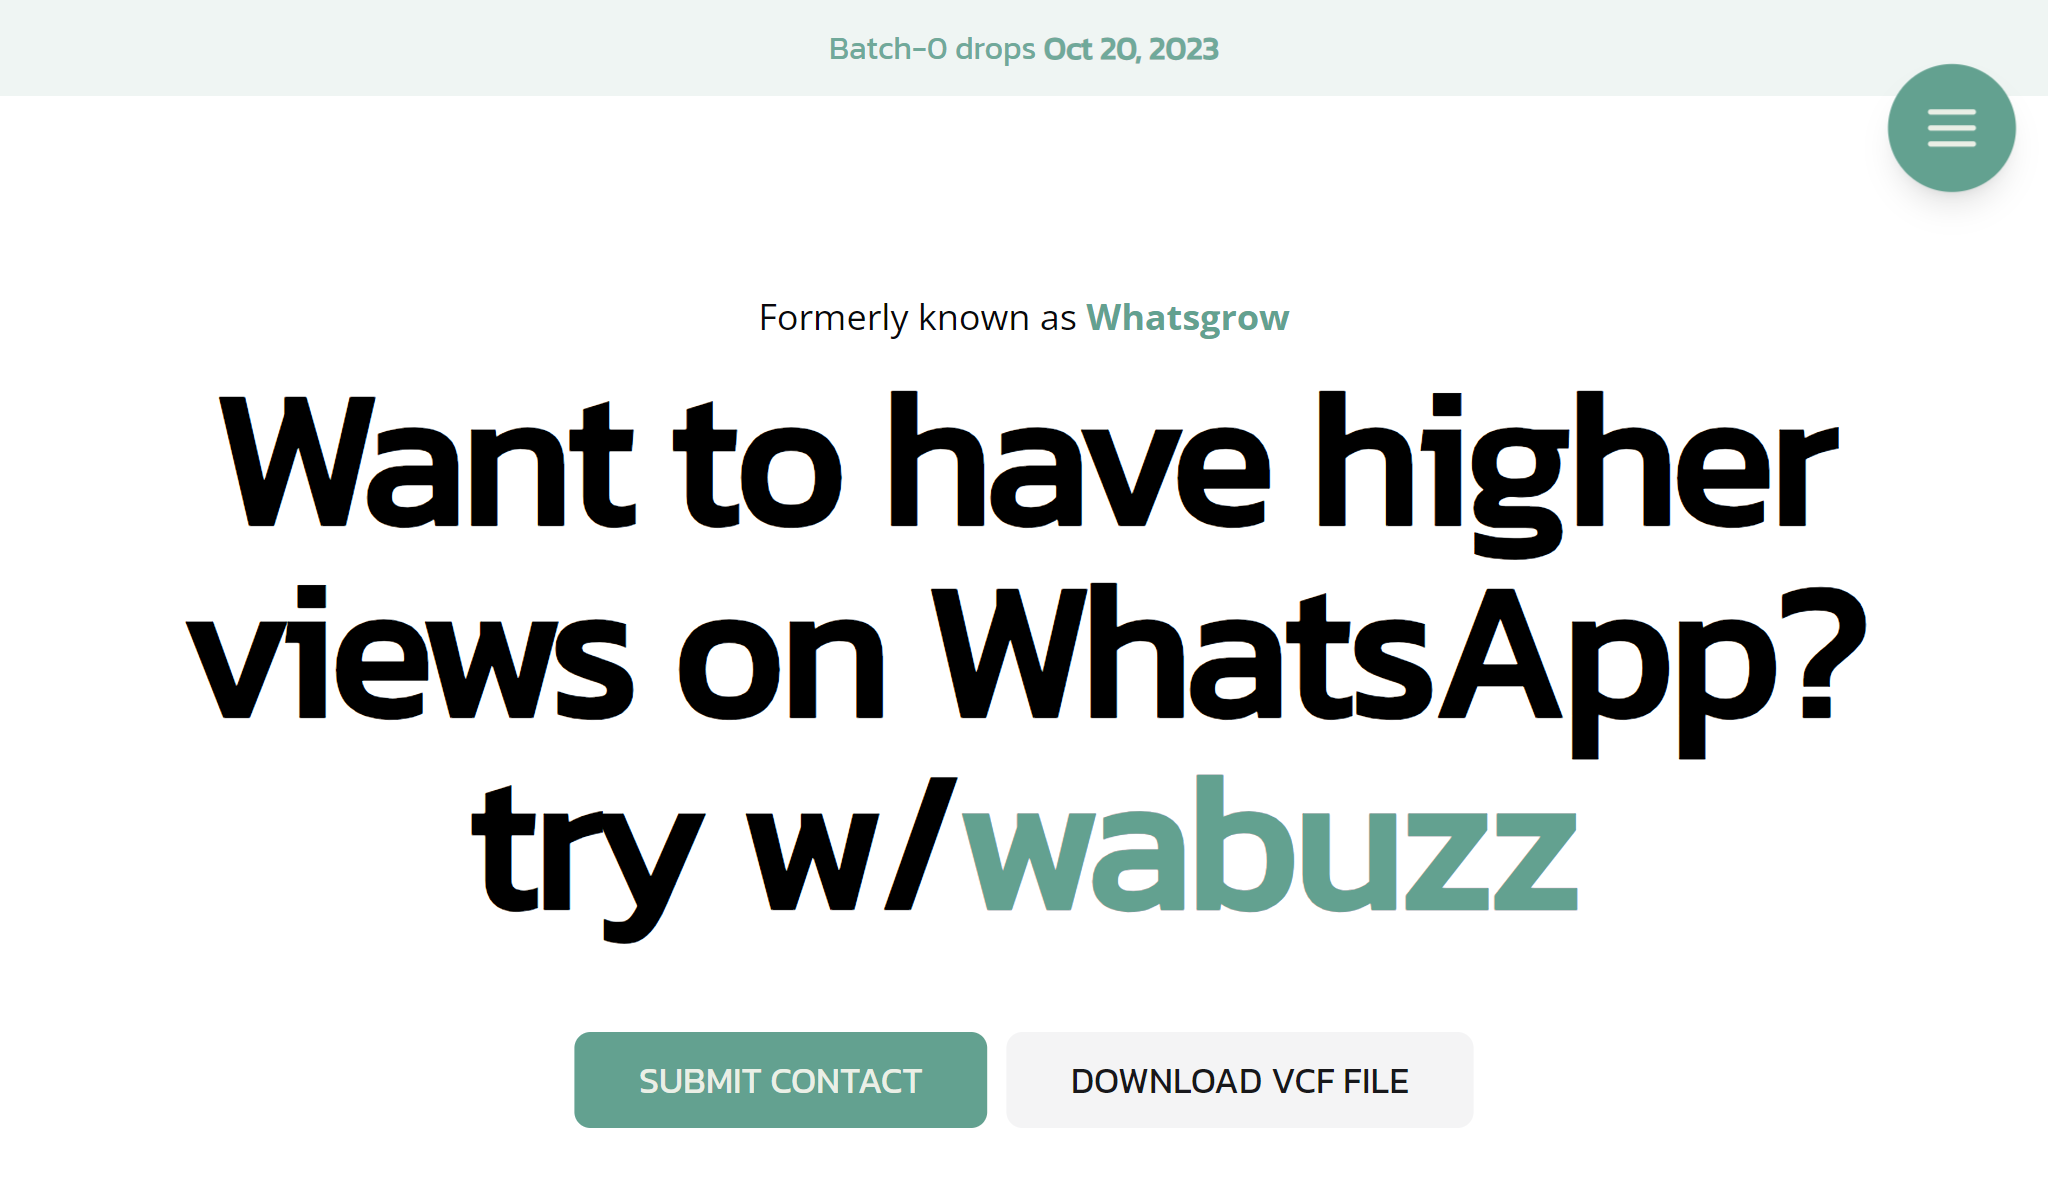 Batch-0 drops Oct 20, 2023
Formerly known as Whatsgrow
Want to have higher
views on WhatsApp?
try w/wabuzz
SUBMIT CONTACT
DOWNLOAD VCF FILE